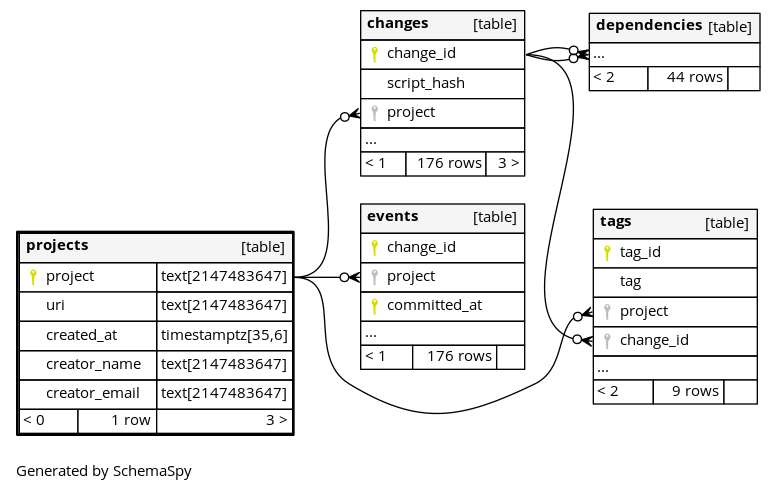 changes [table]
change_id
script_hash
project
...
< 1 176 rows 3 >
dependencies [table]
...
< 2 44 rows
events [table]
change_id
project
committed_at
...
< 1 176 rows
tags [table]
tag_id
tag
project
change_id
...
< 2 9 rows
projects [table]
project text[2147483647]
uri text[2147483647]
created_at timestamptz[35,6]
creator_name text[2147483647]
creator_email text[2147483647]
< 0 1 row 3 >
Generated by SchemaSpy